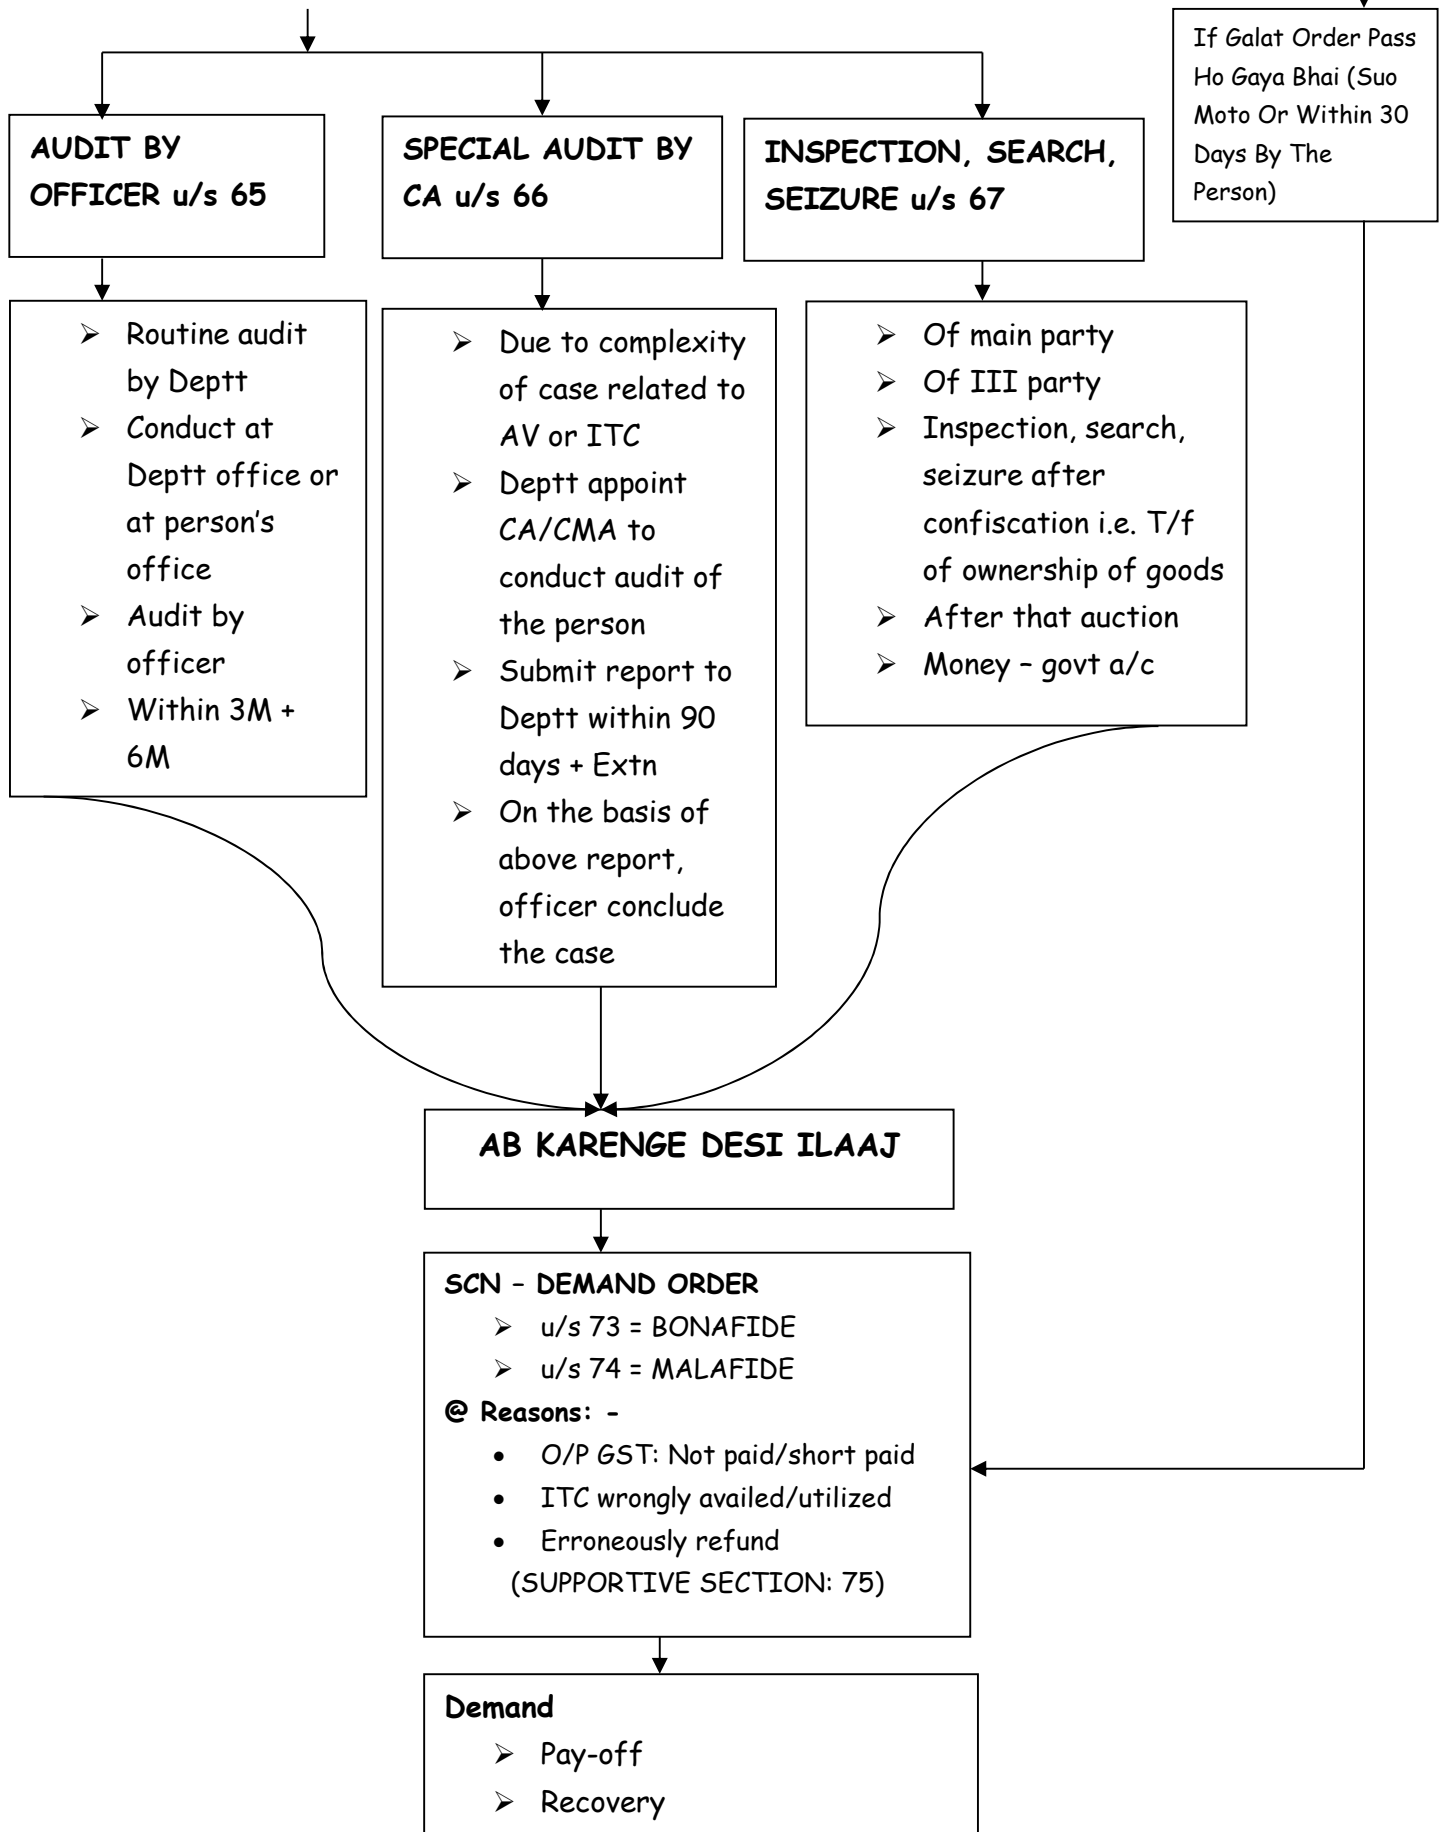 If Galat Order Pass
Ho Gaya Bhai (Suo
Moto Or Within 30
Days By The
Person)
AUDIT BY
OFFICER u/s 65
SPECIAL AUDIT BY
CA u/s 66
INSPECTION, SEARCH,
SEIZURE u/s 67
➢ Routine audit
by Deptt
➢ Conduct at
Deptt office or
at person's
office
➢ Audit by
officer
➢ Within 3M +
6M
➢ Due to complexity
of case related to
AV or ITC
➢ Deptt appoint
CA/CMA to
conduct audit of
the person
➢ Submit report to
Deptt within 90
days + Extn
➢ On the basis of
above report,
officer conclude
the case
➢ Of main party
➢ Of III party
➢ Inspection, search,
seizure after
confiscation i.e. T/f
of ownership of goods
➢ After that auction
➢ Money – govt a/c
AB KARENGE DESI ILAAJ
SCN – DEMAND ORDER
➢ u/s 73 = BONAFIDE
➢ u/s 74 = MALAFIDE
@ Reasons: -
• O/P GST: Not paid/short paid
• ITC wrongly availed/utilized
• Erroneously refund
(SUPPORTIVE SECTION: 75)
Demand
➢ Pay-off
➢ Recovery